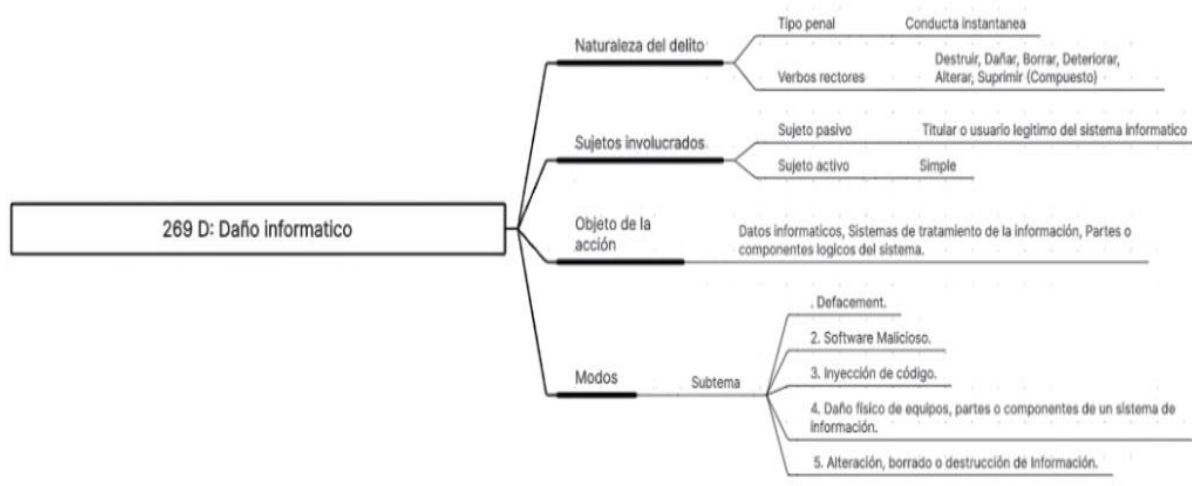 269 D: Daño informatico
Naturaleza del delito
Tipo penal
Conducta instantanea
Verbos rectores
Destruir, Dañar, Borrar, Deteriorar,
Alterar, Suprimir (Compuesto)
Sujetos involucrados
Sujeto pasivo
Titular o usuario legitimo del sistema informatico
Sujeto activo
Simple
Objeto de la
acción
Datos informaticos, Sistemas de tratamiento de la información, Partes o
componentes logicos del sistema.
Modos
Subtema
. Defacement.
2. Software Malicioso.
3. Inyección de código.
4. Daño físico de equipos, partes o componentes de un sistema de
información.
5. Alteración, borrado o destrucción de Información.